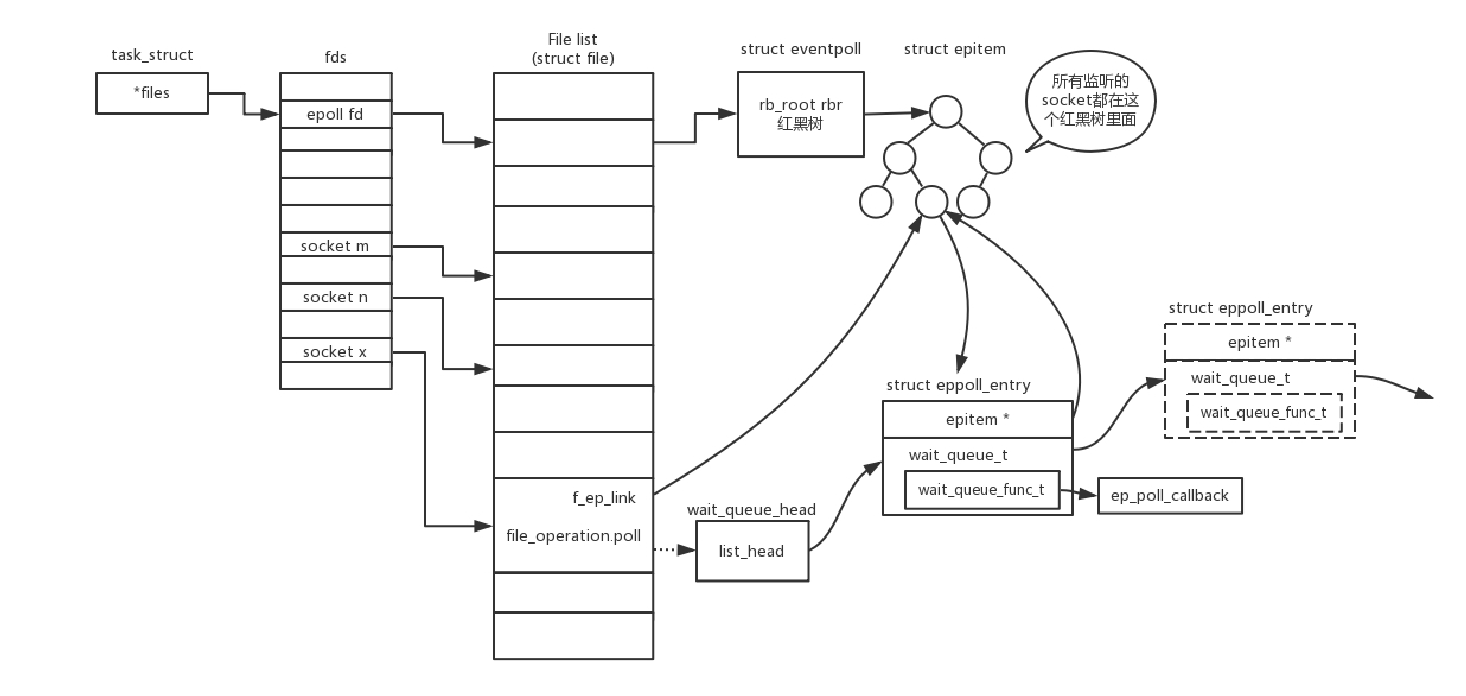 task_struct
*files
fds
epoll fd
socket m
socket n
socket x
File list
(struct file)
f_ep_link
file_operation.poll
struct eventpoll
rb_root rbr
红黑树
struct epitem
所有监听的
socket都在这
个红黑树里面
wait_queue_head
list_head
struct eppoll_entry
epitem *
wait_queue_t
wait_queue_func_t
ep_poll_callback
struct eppoll_entry
epitem *
wait_queue_t
wait_queue_func_t